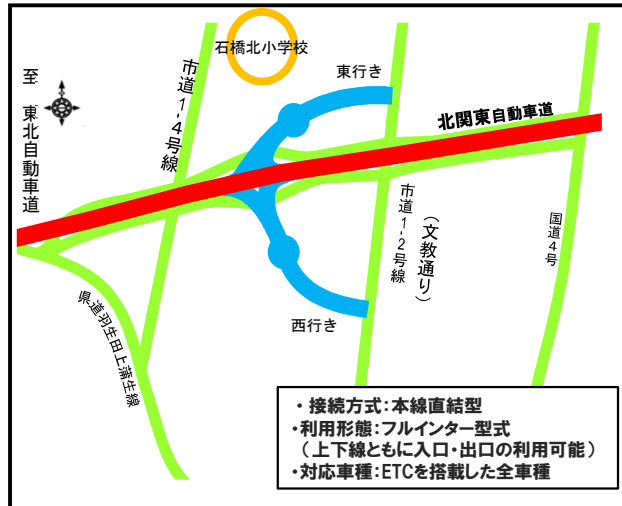 石橋北小学校
東行き
至 東北自動車道
市道1-4号線
北関東自動車道
市道1-2号線
（文教通り）
国道4号
県道羽生田上蒲生線
西行き
・接続方式：本線直結型
・利用形態：フルインター型式
（上下線ともに入口・出口の利用可能）
・対応車種：ETCを搭載した全車種